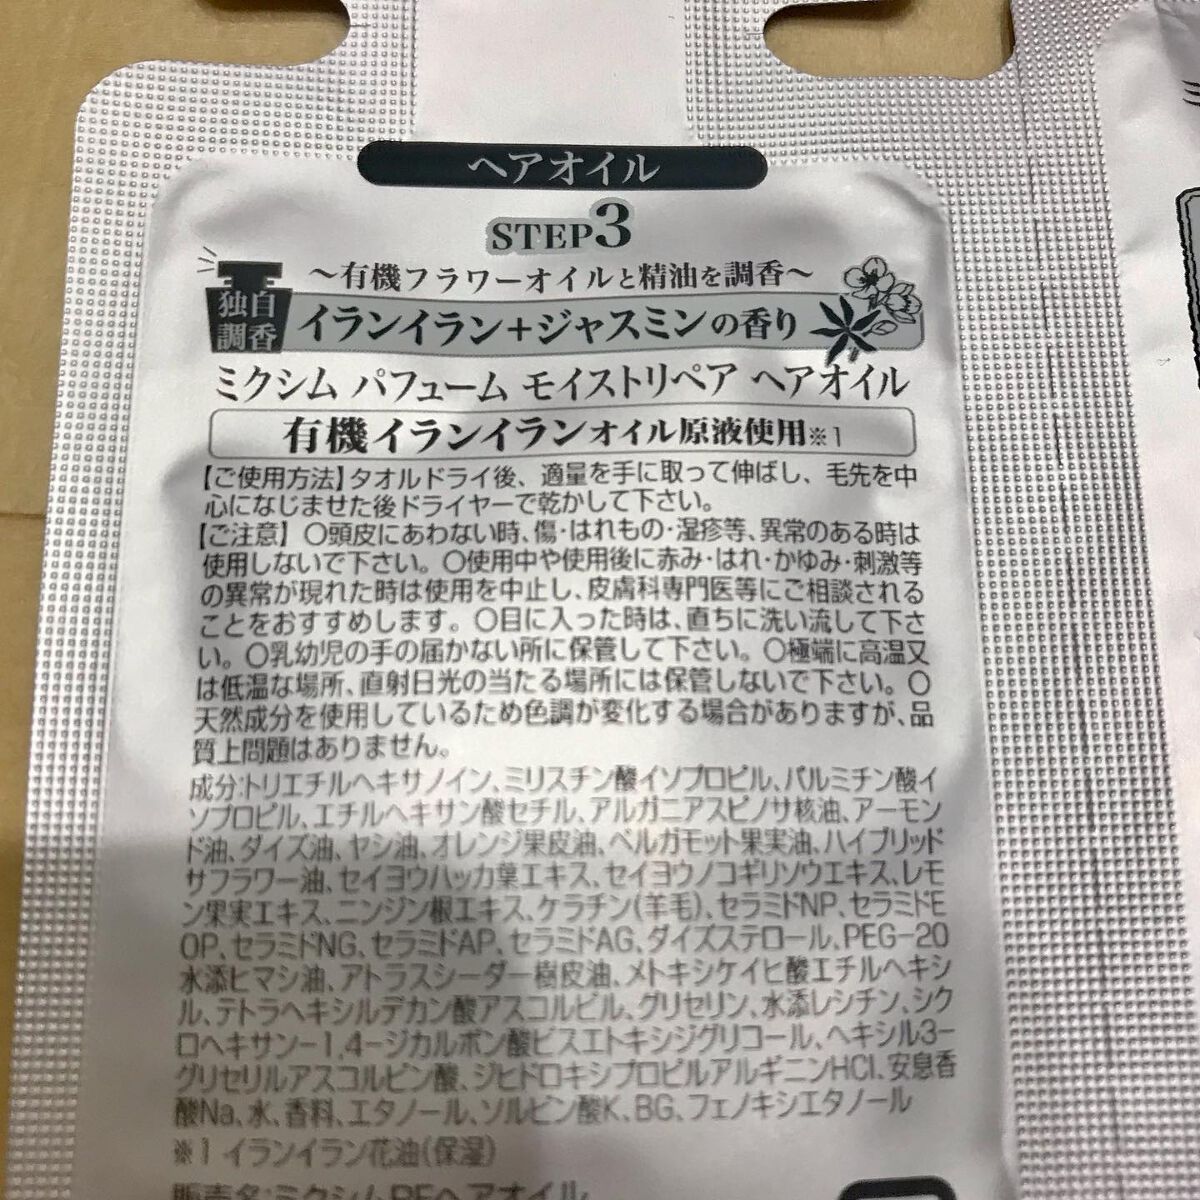 ヘアオイル
STEP3
～有機フラワーオイルと精油を調香～
独自
調香
イランイラン+ジャスミンの香り
ミクシム パフューム モイストリペア ヘアオイル
有機イランイランオイル原液使用※1
【ご使用方法】タオルドライ後、適量を手に取って伸ばし、毛先を中
心になじませた後ドライヤーで乾かして下さい。
【ご注意】〇頭皮にあわない時、傷・はれもの・湿疹等、異常のある時は
使用しないで下さい。〇使用中や使用後に赤み・はれ・かゆみ・刺激等
の異常が現れた時は使用を中止し、皮膚科専門医等にご相談される
ことをおすすめします。〇目に入った時は、直ちに洗い流して下さ
い。〇乳幼児の手の届かない所に保管して下さい。〇極端に高温又
は低温な場所、直射日光の当たる場所には保管しないで下さい。〇
天然成分を使用しているため色調が変化する場合がありますが、品
質上問題はありません。
成分:トリエチルヘキサノイン、ミリスチン酸イソプロピル、パルミチン酸イ
ソプロピル、エチルヘキサン酸セチル、アルガニアスピノサ核油、アーモン
ド油、ダイズ油、ヤシ油、オレンジ果皮油、ベルガモット果実油、ハイブリッド
サフラワー油、セイヨウハッカ葉エキス、セイヨウノコギリソウエキス、レモ
ン果実エキス、ニンジン根エキス、ケラチン(羊毛)、セラミドNP、セラミドE
OP、セラミドNG、セラミドAP、セラミドAG、ダイズステロール、PEG-20
水添ヒマシ油、アトラスシーダー樹皮油、メトキシケイヒ酸エチルヘキシ
ル、テトラヘキシルデカン酸アスコルビル、グリセリン、水添レシチン、シク
ロヘキサン-1,4-ジカルボン酸ビスエトキシジグリコール、ヘキシル3-
グリセリルアスコルビン酸、ジヒドロキシプロピルアルギニンHCl、安息香
酸Na、水、香料、エタノール、ソルビン酸K、BG、フェノキシエタノール
※1 イランイラン花油(保湿)
販売名:ミクシムPFヘアオイル